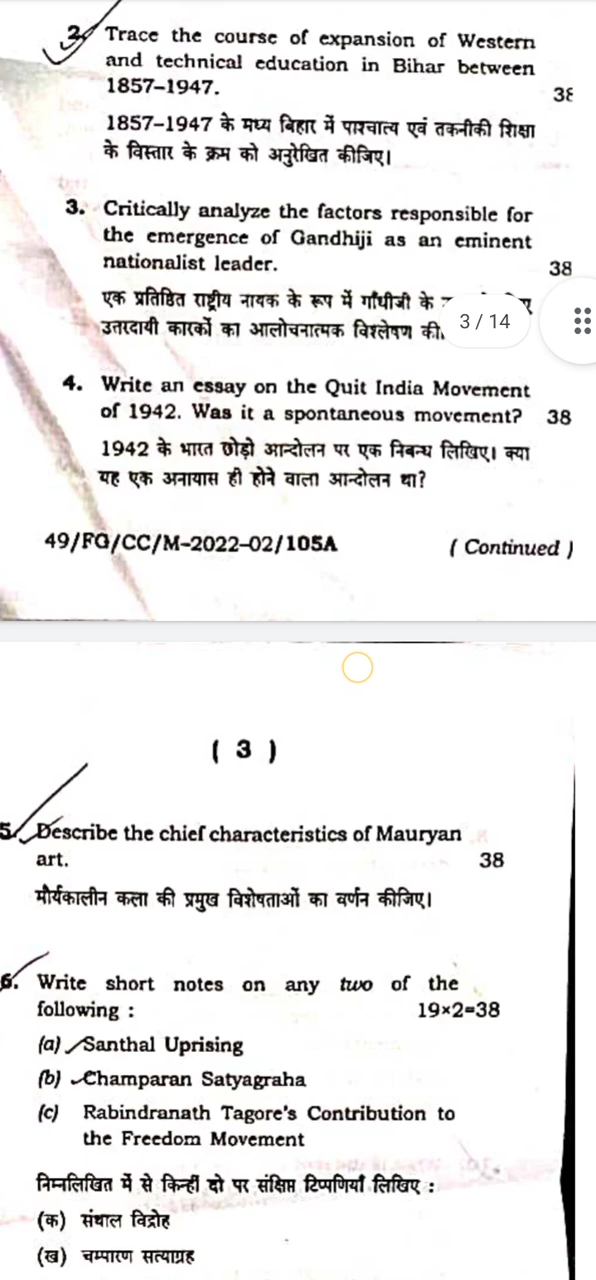 2. Trace the course of expansion of Western
and technical education in Bihar between
1857–1947. 38
1857–1947 के मध्य बिहार में पाश्चात्य एवं तकनीकी शिक्षा
के विस्तार के क्रम को अनुरेखित कीजिए।
3. Critically analyze the factors responsible for
the emergence of Gandhiji as an eminent
nationalist leader. 38
एक प्रतिष्ठित राष्ट्रीय नायक के रूप में गाँधीजी के
उत्तरदायी कारकों का आलोचनात्मक विश्लेषण
3 / 14
4. Write an essay on the Quit India Movement
of 1942. Was it a spontaneous movement? 38
1942 के भारत छोड़ो आन्दोलन पर एक निबन्ध लिखिए। क्या
यह एक अनायास ही होने वाला आन्दोलन था?
49/FG/CC/M-2022-02/105A ( Continued )
( 3 )
5. Describe the chief characteristics of Mauryan
art. 38
मौर्यकालीन कला की प्रमुख विशेषताओं का वर्णन कीजिए।
6. Write short notes on any two of the
following : 19×2=38
(a) Santhal Uprising
(b) Champaran Satyagraha
(c) Rabindranath Tagore's Contribution to
the Freedom Movement
निम्नलिखित में से किन्हीं दो पर संक्षिप्त टिप्पणियाँ लिखिए :
(क) संथाल विद्रोह
(ख) चम्पारण सत्याग्रह